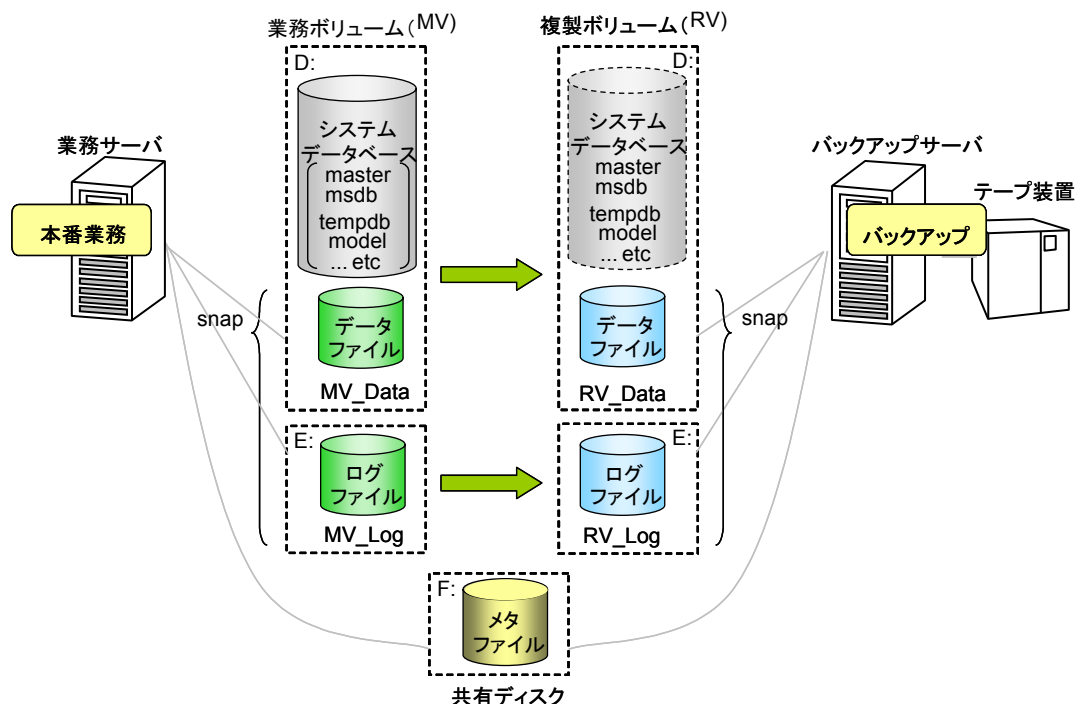 業務ボリューム(MV)
複製ボリューム(RV)
D:
D:
システム
データベース
master
msdb
tempdb
model
... etc
システム
データベース
master
msdb
tempdb
model
... etc
業務サーバ
本番業務
バックアップサーバ
バックアップ
テープ装置
snap
データ
ファイル
MV_Data
データ
ファイル
RV_Data
snap
E:
ログ
ファイル
MV_Log
E:
ログ
ファイル
RV_Log
F:
メタ
ファイル
共有ディスク